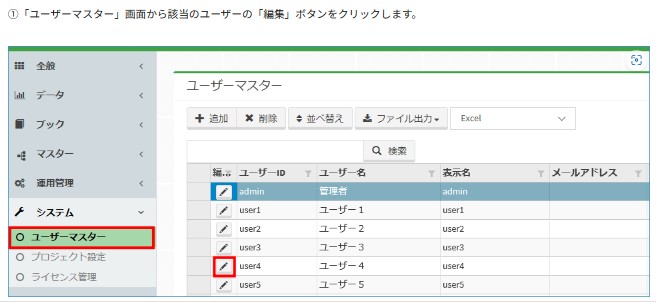 ①「ユーザーマスター」画面から該当のユーザーの「編集」ボタンをクリックします。
全般
データ
ブック
マスター
運用管理
システム
ユーザーマスター
プロジェクト設定
ライセンス管理
ユーザーマスター
追加 削除 並べ替え ファイル出力 Excel
検索
編... ユーザーID ユーザー名 表示名 メールアドレス
admin 管理者 admin
user1 ユーザー1 user1
user2 ユーザー2 user2
user3 ユーザー3 user3
user4 ユーザー4 user4
user5 ユーザー5 user5